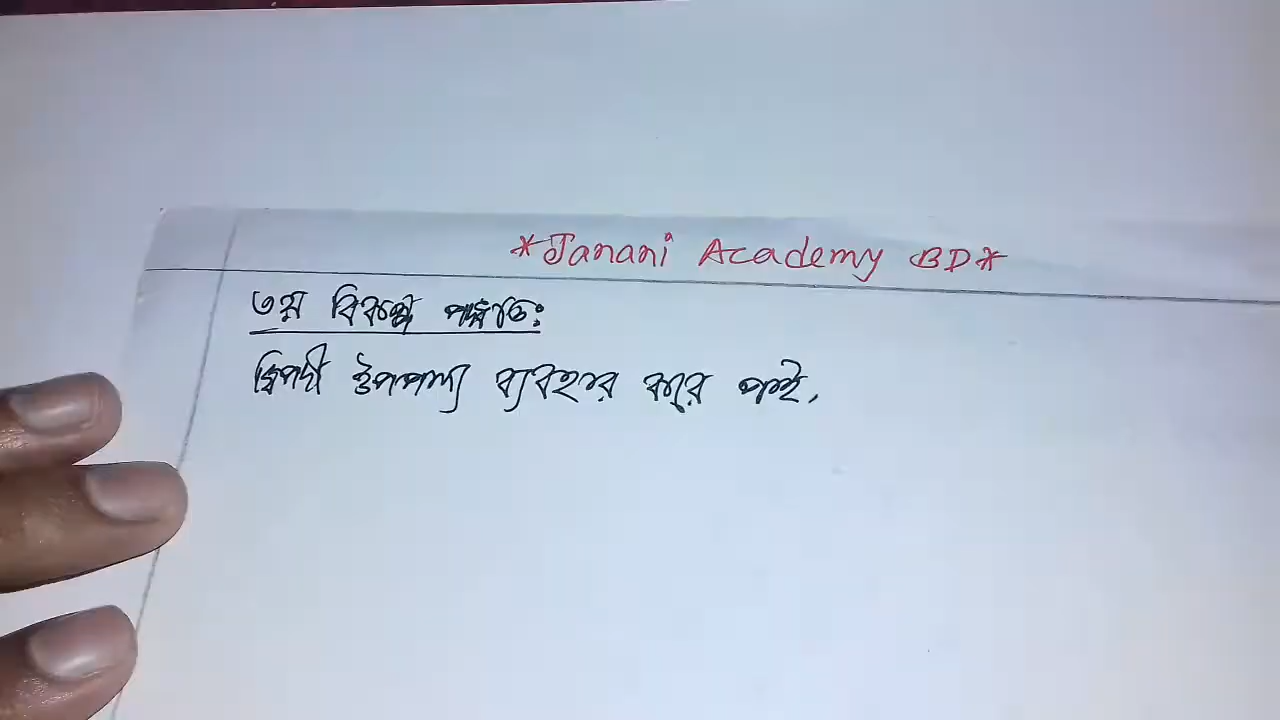 *Janani Academy BD*
৩য় বিকল্প পদ্ধতি:
দ্বিপদী উপপাদ্য ব্যবহার করে পাই,